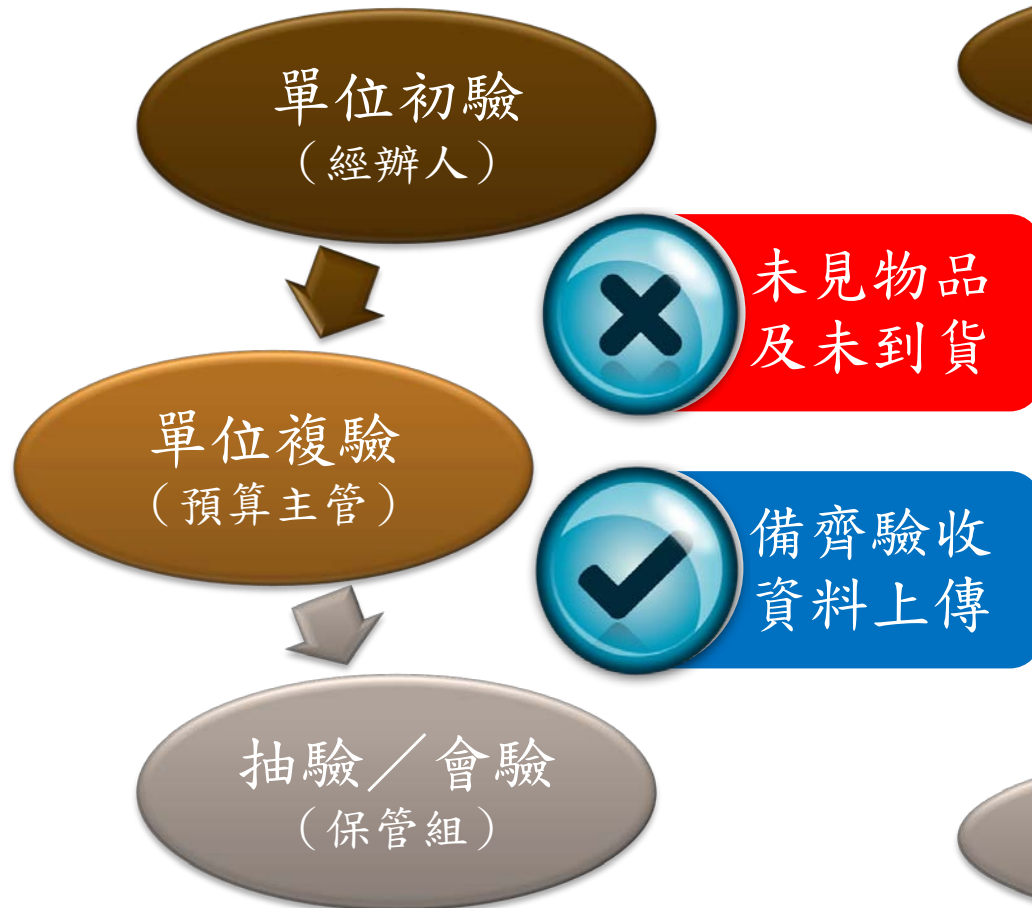 單位初驗
（經辦人）
未見物品
及未到貨
單位複驗
（預算主管）
備齊驗收
資料上傳
抽驗／會驗
（保管組）